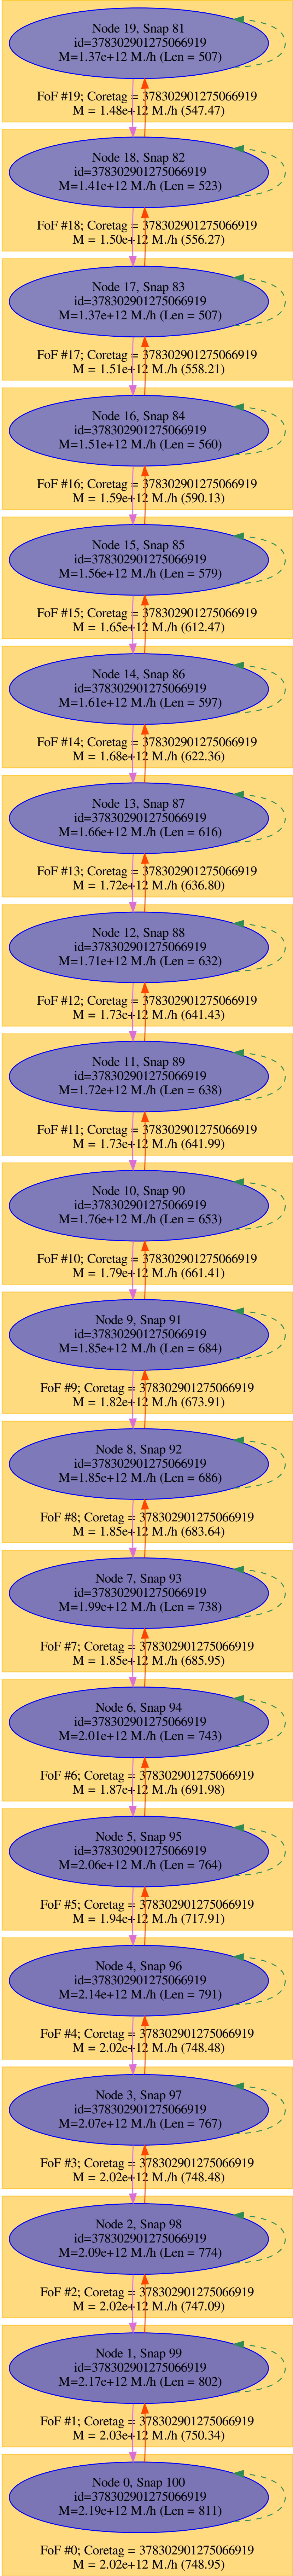 Node 19, Snap 81
id=378302901275066919
M=1.37e+12 M./h (Len = 507)
FoF #19; Coretag = 378302901275066919
M = 1.48e+12 M./h (547.47)
Node 18, Snap 82
id=378302901275066919
M=1.41e+12 M./h (Len = 523)
FoF #18; Coretag = 378302901275066919
M = 1.50e+12 M./h (556.27)
Node 17, Snap 83
id=378302901275066919
M=1.37e+12 M./h (Len = 507)
FoF #17; Coretag = 378302901275066919
M = 1.51e+12 M./h (558.21)
Node 16, Snap 84
id=378302901275066919
M=1.51e+12 M./h (Len = 560)
FoF #16; Coretag = 378302901275066919
M = 1.59e+12 M./h (590.13)
Node 15, Snap 85
id=378302901275066919
M=1.56e+12 M./h (Len = 579)
FoF #15; Coretag = 378302901275066919
M = 1.65e+12 M./h (612.47)
Node 14, Snap 86
id=378302901275066919
M=1.61e+12 M./h (Len = 597)
FoF #14; Coretag = 378302901275066919
M = 1.68e+12 M./h (622.36)
Node 13, Snap 87
id=378302901275066919
M=1.66e+12 M./h (Len = 616)
FoF #13; Coretag = 378302901275066919
M = 1.72e+12 M./h (636.80)
Node 12, Snap 88
id=378302901275066919
M=1.71e+12 M./h (Len = 632)
FoF #12; Coretag = 378302901275066919
M = 1.73e+12 M./h (641.43)
Node 11, Snap 89
id=378302901275066919
M=1.72e+12 M./h (Len = 638)
FoF #11; Coretag = 378302901275066919
M = 1.73e+12 M./h (641.99)
Node 10, Snap 90
id=378302901275066919
M=1.76e+12 M./h (Len = 653)
FoF #10; Coretag = 378302901275066919
M = 1.79e+12 M./h (661.41)
Node 9, Snap 91
id=378302901275066919
M=1.85e+12 M./h (Len = 684)
FoF #9; Coretag = 378302901275066919
M = 1.82e+12 M./h (673.91)
Node 8, Snap 92
id=378302901275066919
M=1.85e+12 M./h (Len = 686)
FoF #8; Coretag = 378302901275066919
M = 1.85e+12 M./h (683.64)
Node 7, Snap 93
id=378302901275066919
M=1.99e+12 M./h (Len = 738)
FoF #7; Coretag = 378302901275066919
M = 1.85e+12 M./h (685.95)
Node 6, Snap 94
id=378302901275066919
M=2.01e+12 M./h (Len = 743)
FoF #6; Coretag = 378302901275066919
M = 1.87e+12 M./h (691.98)
Node 5, Snap 95
id=378302901275066919
M=2.06e+12 M./h (Len = 764)
FoF #5; Coretag = 378302901275066919
M = 1.94e+12 M./h (717.91)
Node 4, Snap 96
id=378302901275066919
M=2.14e+12 M./h (Len = 791)
FoF #4; Coretag = 378302901275066919
M = 2.02e+12 M./h (748.48)
Node 3, Snap 97
id=378302901275066919
M=2.07e+12 M./h (Len = 767)
FoF #3; Coretag = 378302901275066919
M = 2.02e+12 M./h (748.48)
Node 2, Snap 98
id=378302901275066919
M=2.09e+12 M./h (Len = 774)
FoF #2; Coretag = 378302901275066919
M = 2.02e+12 M./h (747.09)
Node 1, Snap 99
id=378302901275066919
M=2.17e+12 M./h (Len = 802)
FoF #1; Coretag = 378302901275066919
M = 2.03e+12 M./h (750.34)
Node 0, Snap 100
id=378302901275066919
M=2.19e+12 M./h (Len = 811)
FoF #0; Coretag = 378302901275066919
M = 2.02e+12 M./h (748.95)